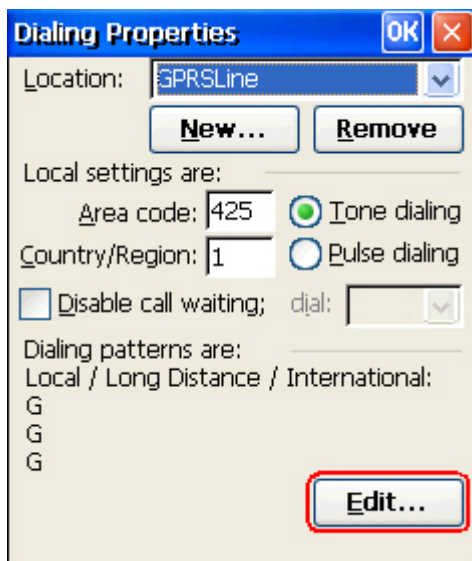 Dialing Properties OK
Location: GPRSLine
New... Remove
Local settings are:
Area code: 425 Tone dialing
Country/Region: 1 Pulse dialing
Disable call waiting; dial:
Dialing patterns are:
Local / Long Distance / International:
G
G
G
Edit...